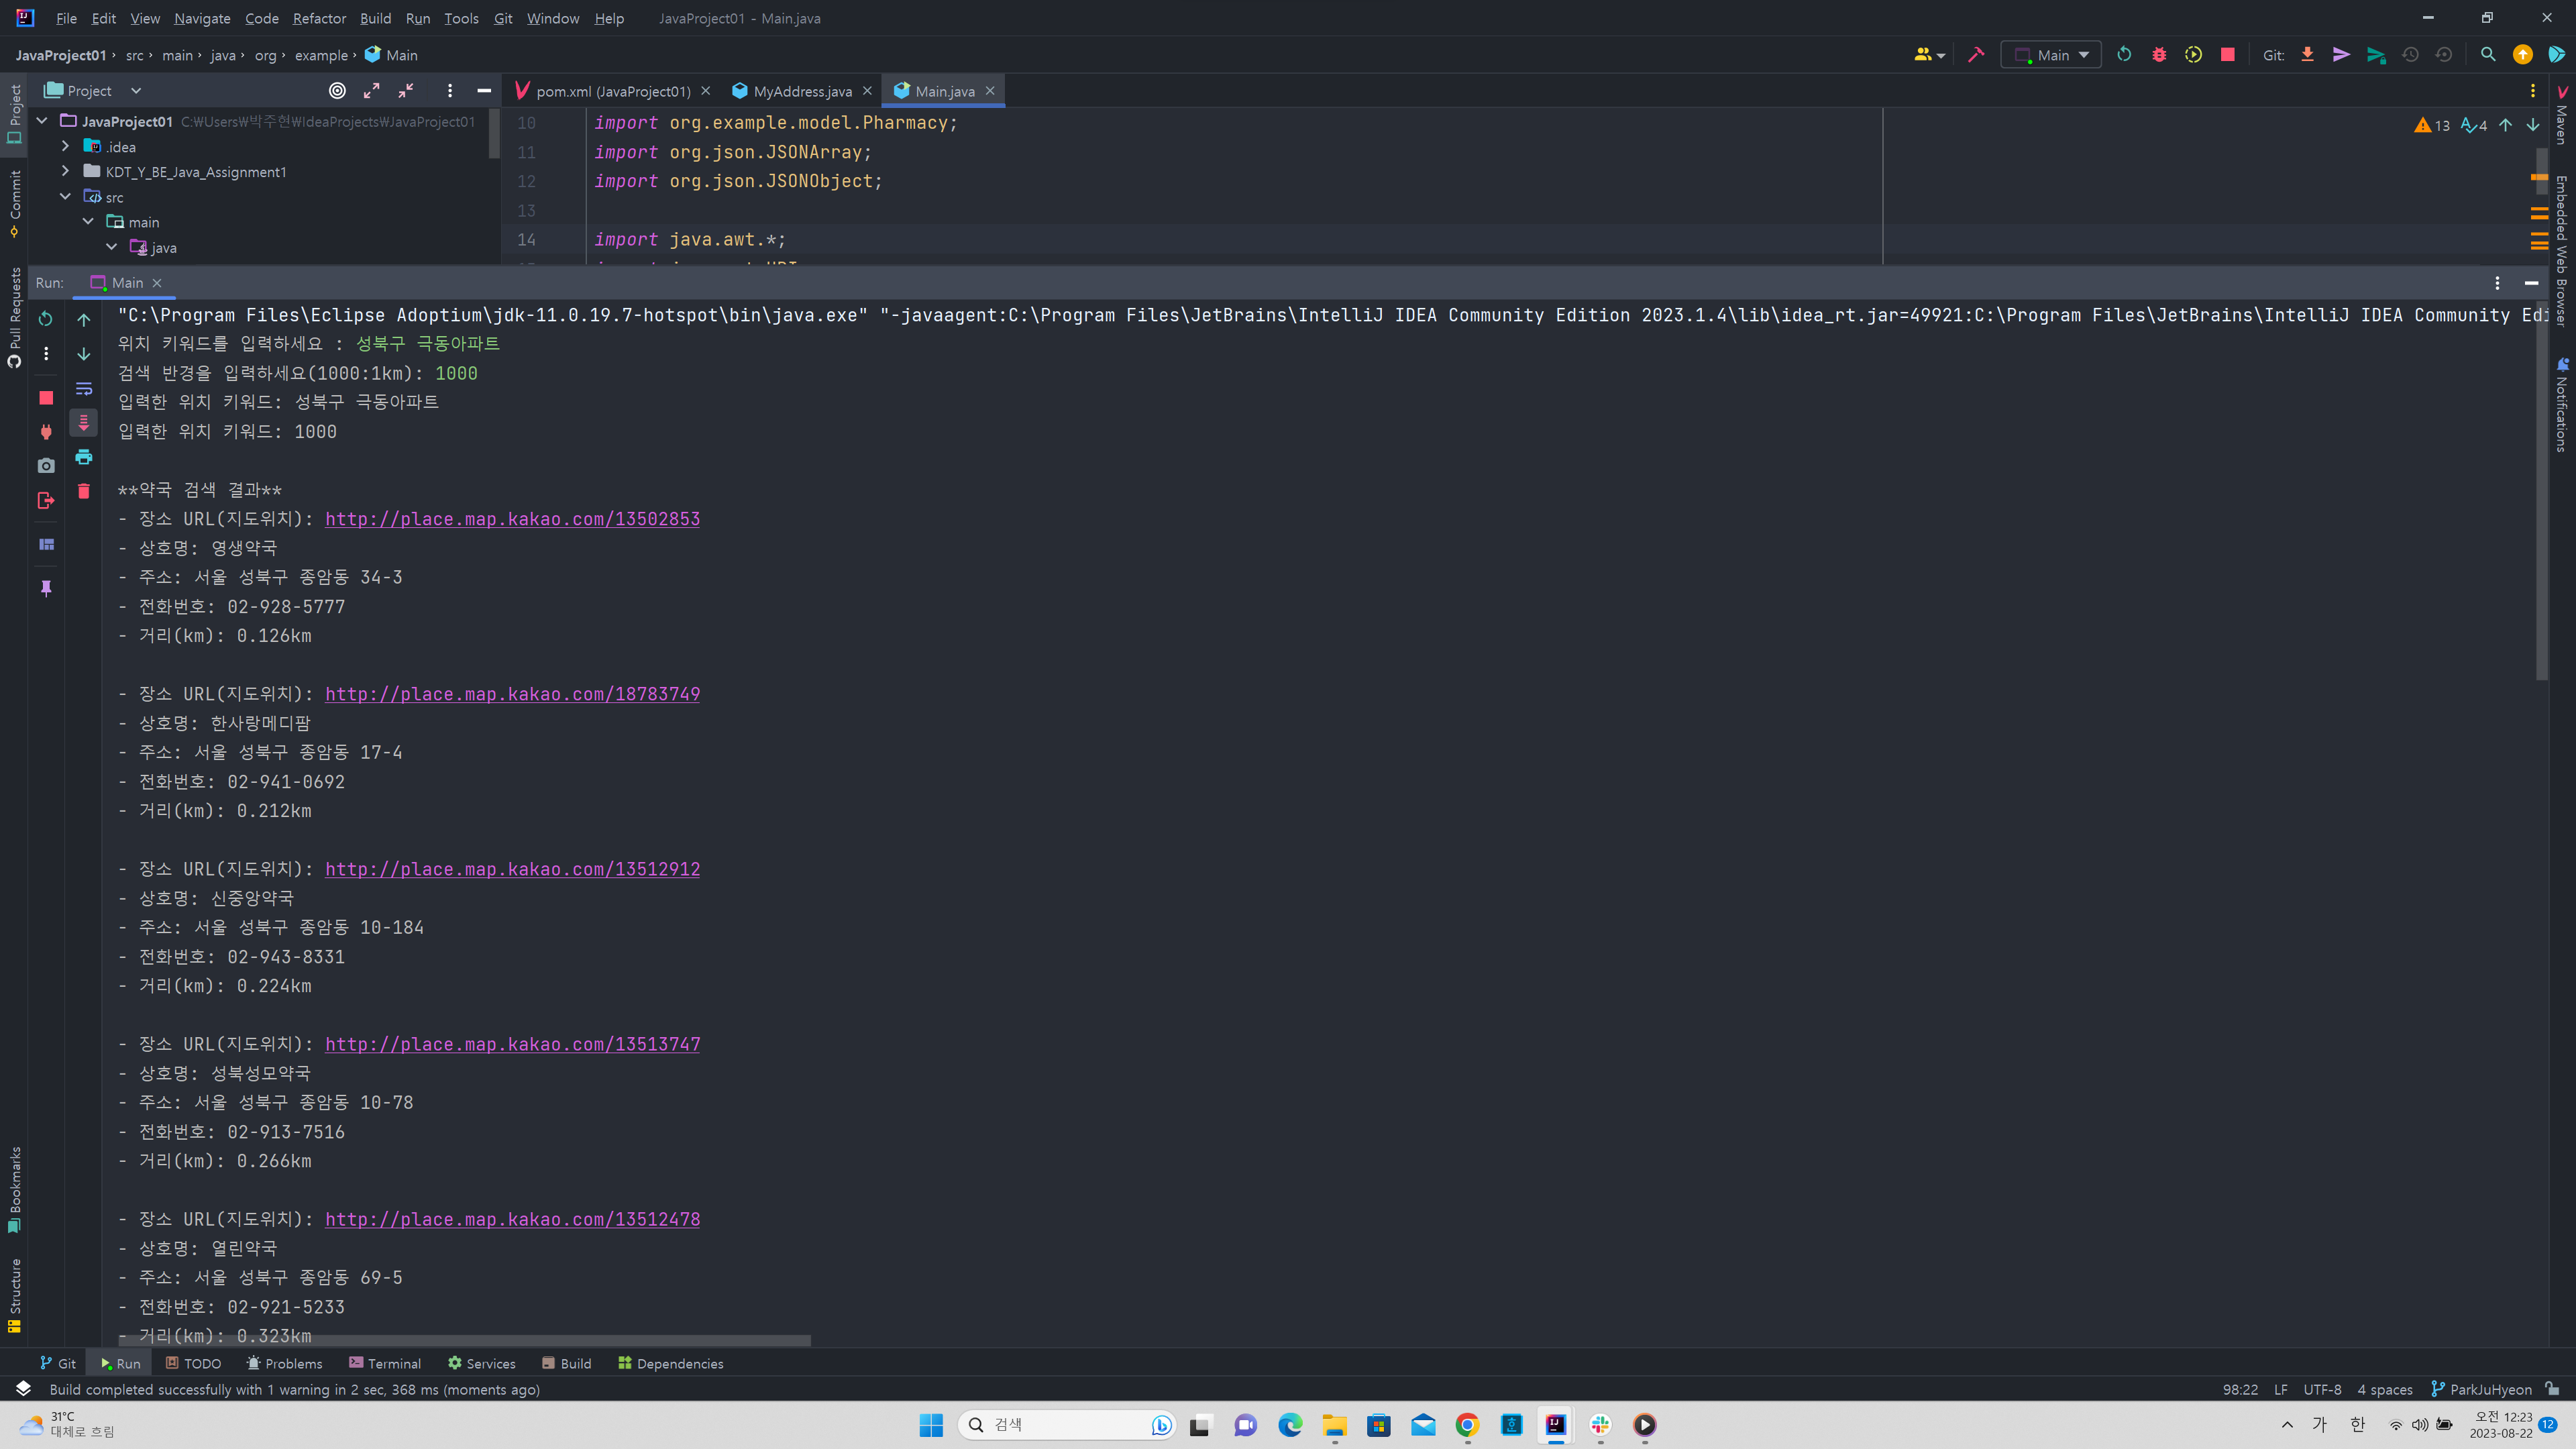 File Edit View Navigate Code Refactor Build Run Tools Git Window Help JavaProject01 - Main.java
JavaProject01 › src › main › java › org › example › Main
Main
Git:
Project
pom.xml (JavaProject01)
MyAddress.java
Main.java
JavaProject01 C:₩Users₩박주현₩IdeaProjects₩JavaProject01
.idea
KDT_Y_BE_Java_Assignment1
src
main
java
10 import org.example.model.Pharmacy;
11 import org.json.JSONArray;
12 import org.json.JSONObject;
13
14 import java.awt.*;
13 4
Project
Commit
Pull Requests
Bookmarks
Structure
Maven
Embedded Web Browser
Notifications
Run: Main
"C:\Program Files\Eclipse Adoptium\jdk-11.0.19.7-hotspot\bin\java.exe" "-javaagent:C:\Program Files\JetBrains\IntelliJ IDEA Community Edition 2023.1.4\lib\idea_rt.jar=49921:C:\Program Files\JetBrains\IntelliJ IDEA Community Edi
위치 키워드를 입력하세요 : 성북구 극동아파트
검색 반경을 입력하세요(1000:1km): 1000
입력한 위치 키워드: 성북구 극동아파트
입력한 위치 키워드: 1000
**약국 검색 결과**
- 장소 URL(지도위치): http://place.map.kakao.com/13502853
- 상호명: 영생약국
- 주소: 서울 성북구 종암동 34-3
- 전화번호: 02-928-5777
- 거리(km): 0.126km
- 장소 URL(지도위치): http://place.map.kakao.com/18783749
- 상호명: 한사랑메디팜
- 주소: 서울 성북구 종암동 17-4
- 전화번호: 02-941-0692
- 거리(km): 0.212km
- 장소 URL(지도위치): http://place.map.kakao.com/13512912
- 상호명: 신중앙약국
- 주소: 서울 성북구 종암동 10-184
- 전화번호: 02-943-8331
- 거리(km): 0.224km
- 장소 URL(지도위치): http://place.map.kakao.com/13513747
- 상호명: 성북성모약국
- 주소: 서울 성북구 종암동 10-78
- 전화번호: 02-913-7516
- 거리(km): 0.266km
- 장소 URL(지도위치): http://place.map.kakao.com/13512478
- 상호명: 열린약국
- 주소: 서울 성북구 종암동 69-5
- 전화번호: 02-921-5233
- 거리(km): 0.323km
Git Run TODO Problems Terminal Services Build Dependencies
Build completed successfully with 1 warning in 2 sec, 368 ms (moments ago)
98:22 LF UTF-8 4 spaces ParkJuHyeon
31°C
대체로 흐림
검색
가 한
오전 12:23
2023-08-22
12